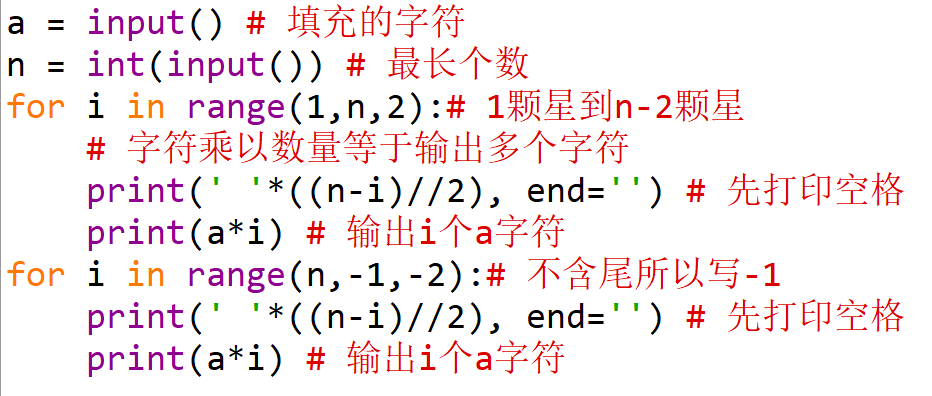 a = input() # 填充的字符
n = int(input()) # 最长个数
for i in range(1,n,2):# 1颗星到n-2颗星
    # 字符乘以数量等于输出多个字符
    print(' '*((n-i)//2), end='') # 先打印空格
    print(a*i) # 输出i个a字符
for i in range(n,-1,-2):# 不含尾所以写-1
    print(' '*((n-i)//2), end='') # 先打印空格
    print(a*i) # 输出i个a字符